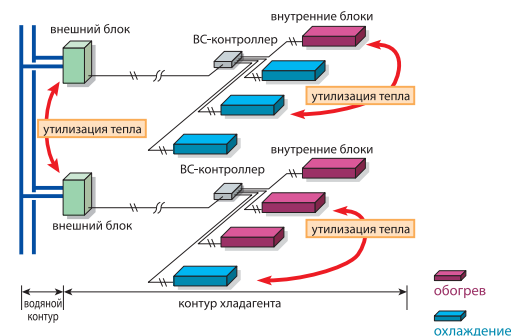 внутренние блоки
внешний блок
ВС-контроллер
утилизация тепла
утилизация тепла
внутренние блоки
ВС-контроллер
внешний блок
утилизация тепла
обогрев
водяной
контур
контур хладагента
охлаждение